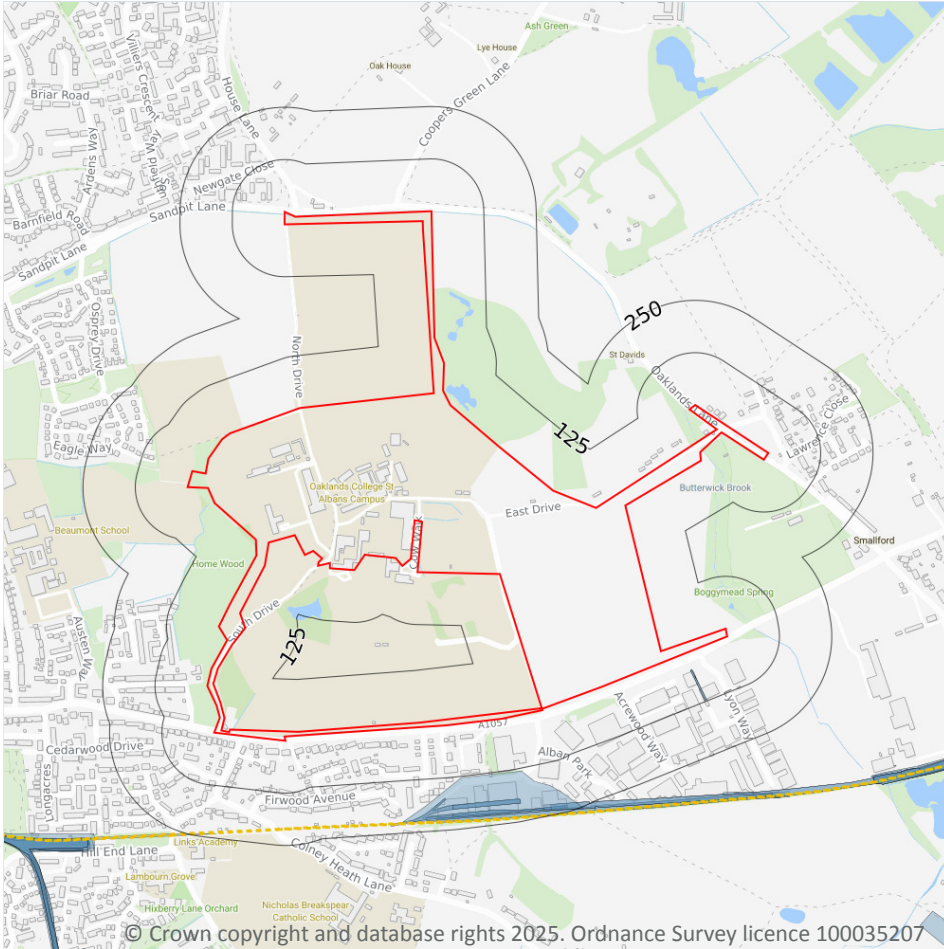 Ash Green
Lye House
Oak House
Villiers Crescent
House Lane
Briar Road
Coopers Green Lane
Ardens Way
Newgate Close
Sandpit Lane
Barnfield Road
Sandpit Lane
Osprey Drive
250
St Davids
North Drive
Oaklands Lane
Lawrence Close
125
Eagle Way
Oaklands College St
Albans Campus
Butterwick Brook
East Drive
Cow Walk
Beaumont School
Smallford
Home Wood
Boggymead Spring
South Drive
Austen Way
125
Lyon Way
Acrewood Way
A1057
Cedarwood Drive
Alban Park
Longacres
Firwood Avenue
Links Academy
Hill End Lane
Colney Heath Lane
Lambourn Grove
Hixberry Lane Orchard
Nicholas Breakspear
Catholic School
© Crown copyright and database rights 2025. Ordnance Survey licence 100035207